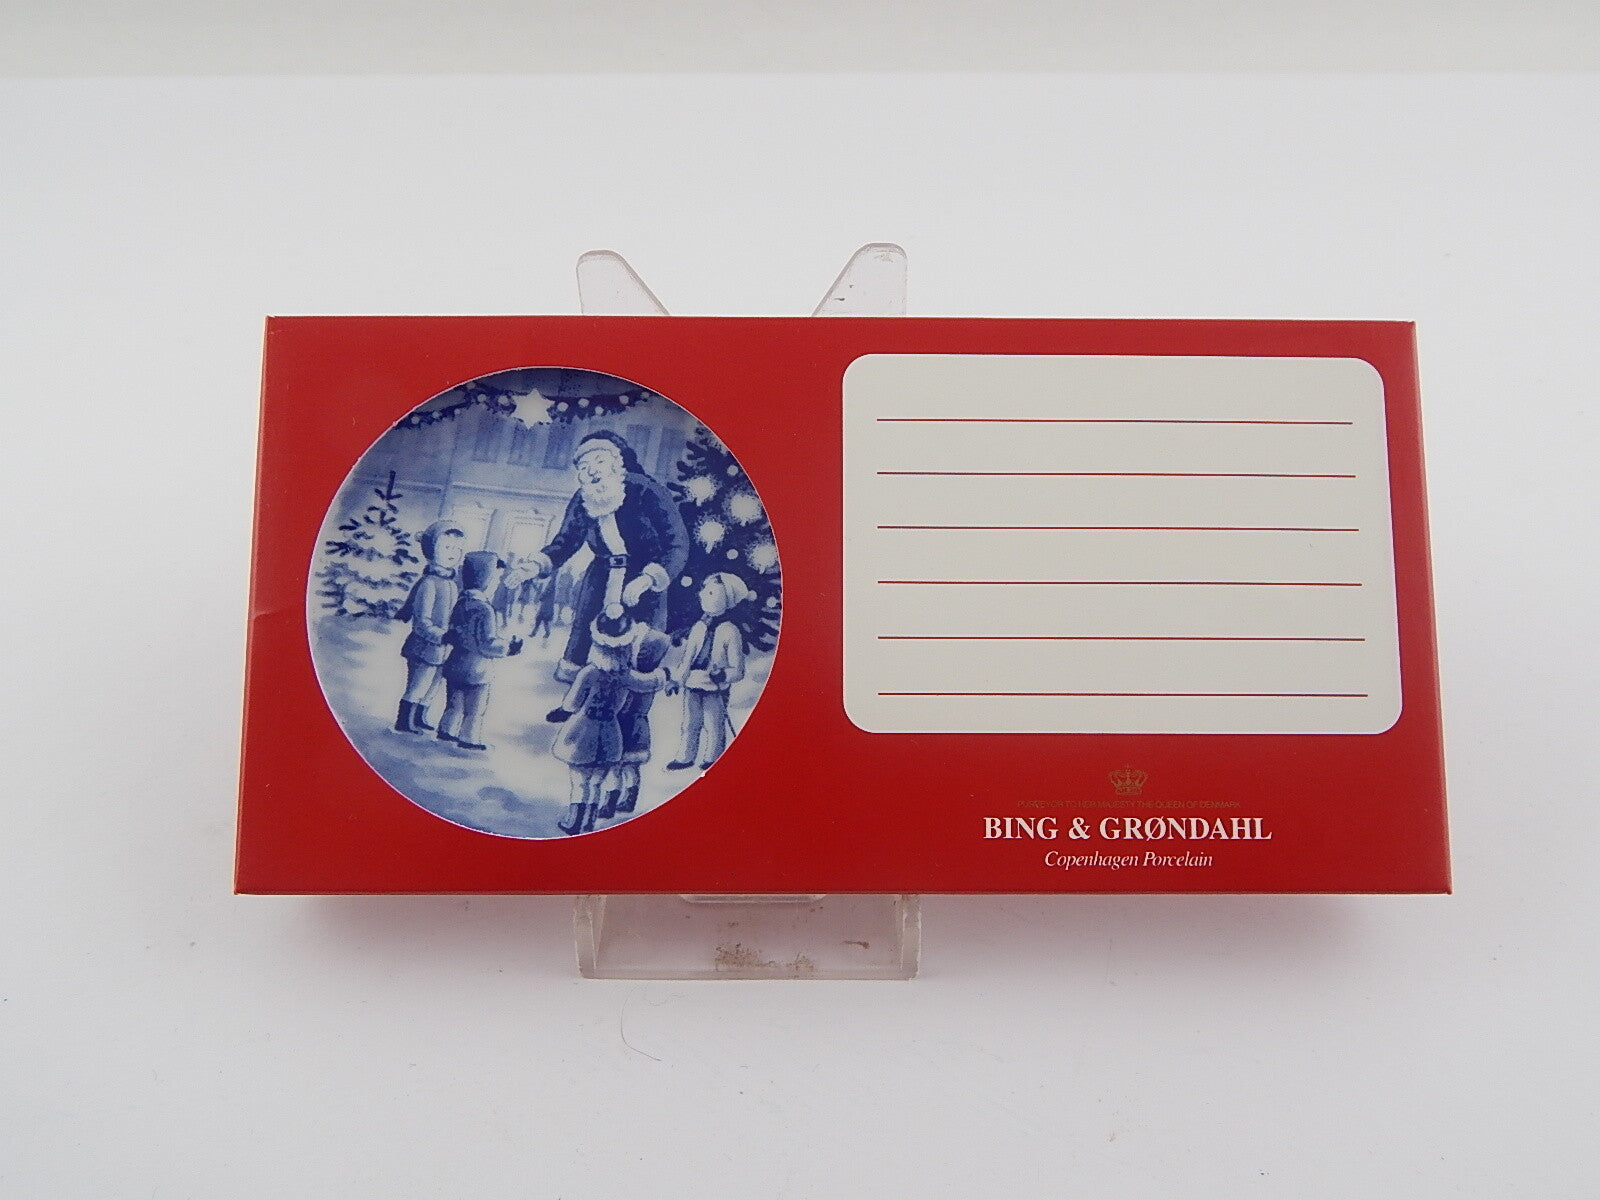 PURVEYOR TO HER MAJESTY THE QUEEN OF DENMARK
BING & GRØNDAHL
Copenhagen Porcelain